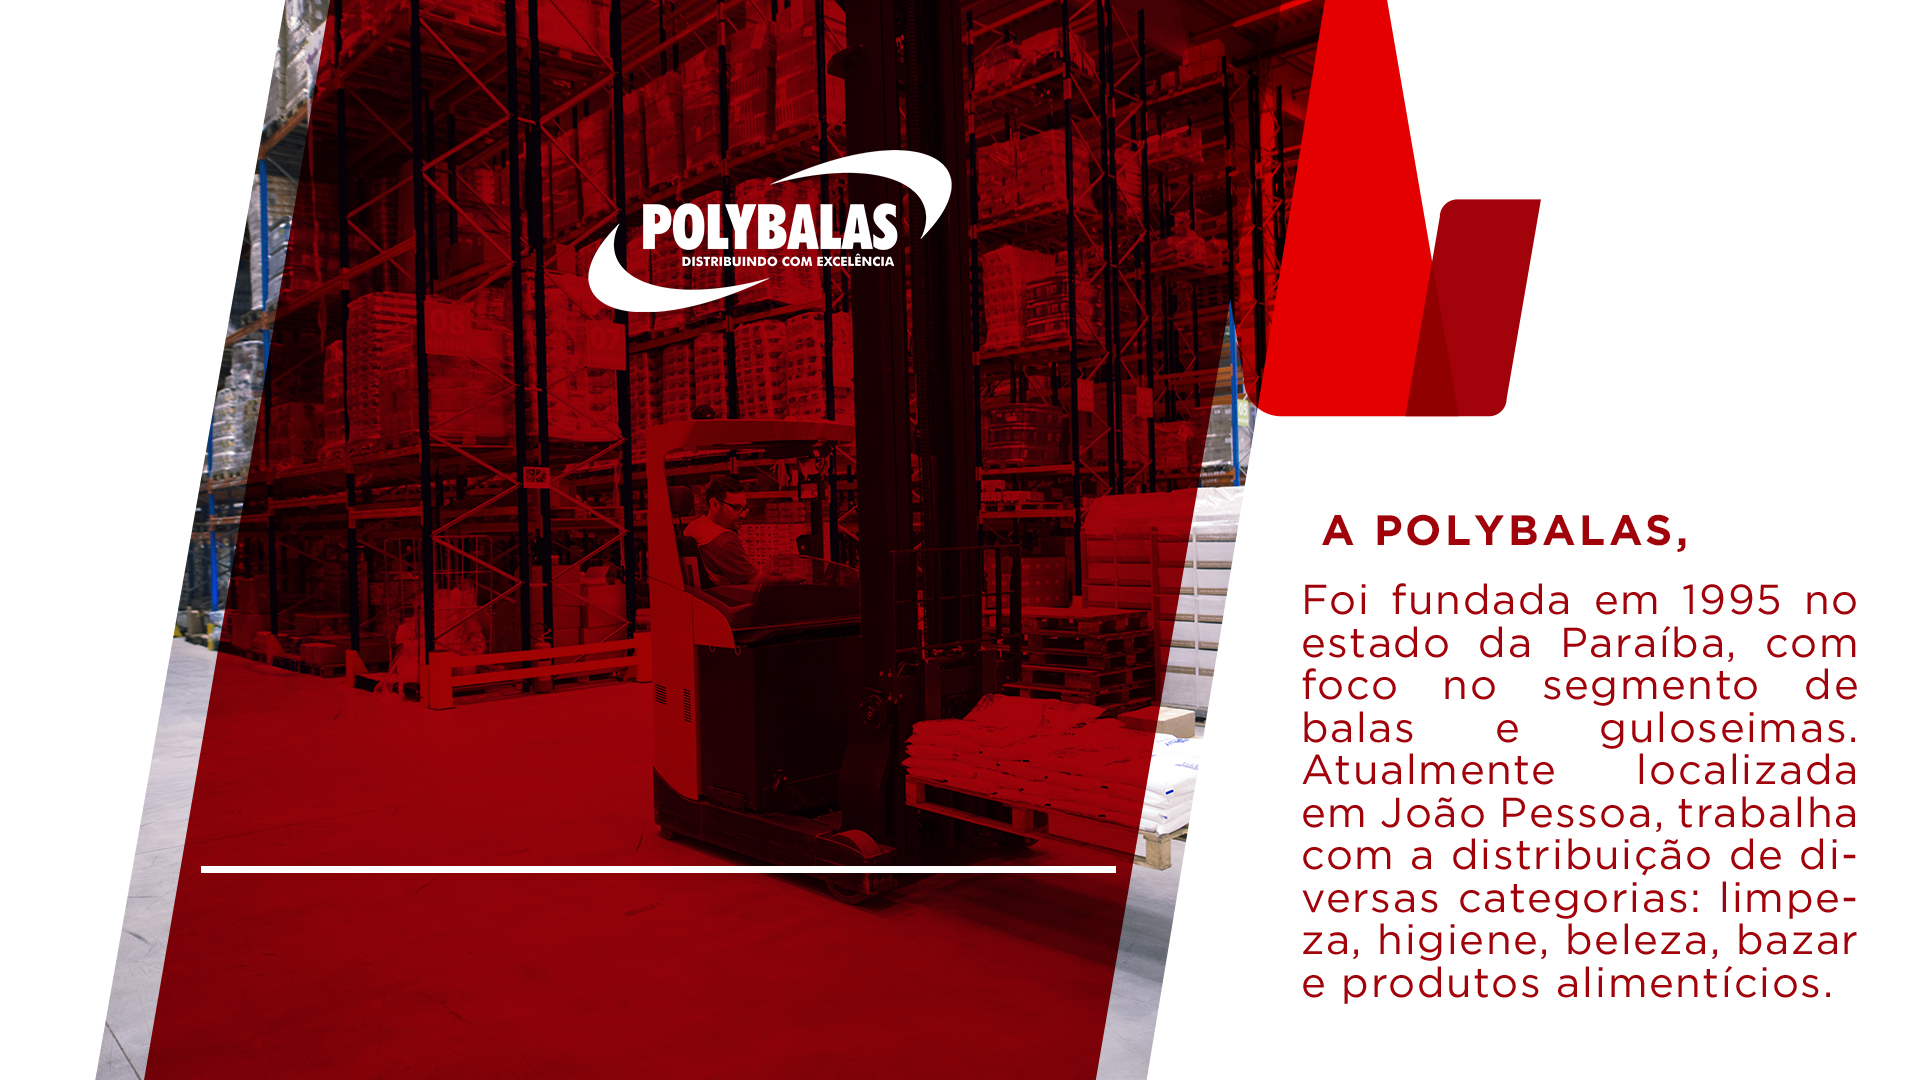 POLYBALAS
DISTRIBUINDO COM EXCELÊNCIA
08
07
A POLYBALAS,
Foi fundada em 1995 no
estado da Paraíba, com
foco no segmento de
balas e guloseimas.
Atualmente localizada
em João Pessoa, trabalha
com a distribuição de di-
versas categorias: limpe-
za, higiene, beleza, bazar
e produtos alimentícios.